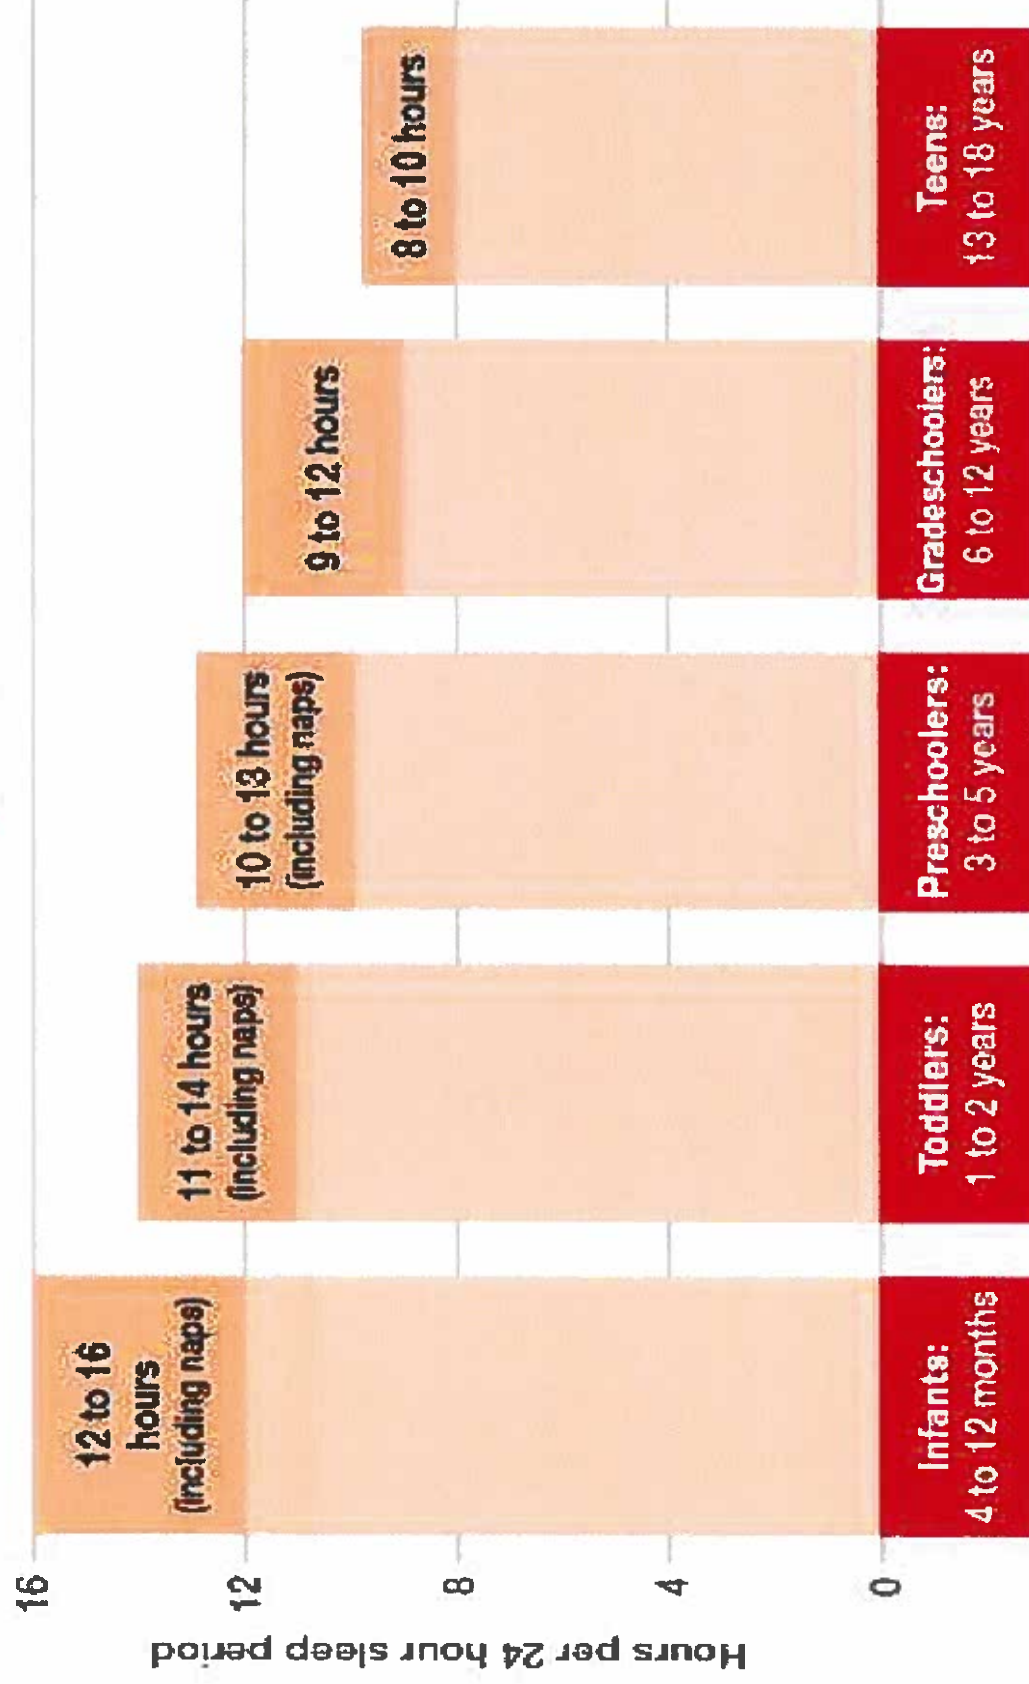 Hours per 24 hour sleep period
16
12
8
4
0
12 to 16
hours
(including naps)
11 to 14 hours
(including naps)
10 to 13 hours
(including naps)
9 to 12 hours
8 to 10 hours
Infants:
4 to 12 months
Toddlers:
1 to 2 years
Preschoolers:
3 to 5 years
Gradeschoolers:
6 to 12 years
Teens:
13 to 18 years